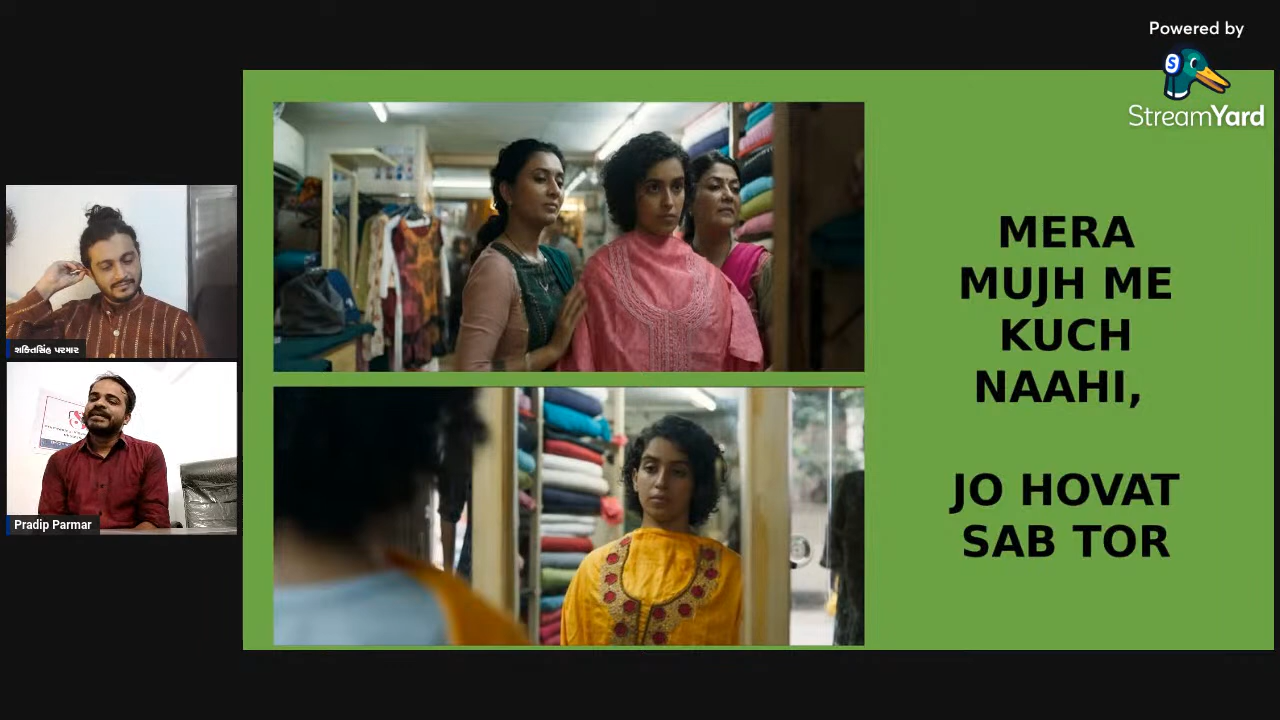 Powered by
StreamYard
MERA
MUJH ME
KUCH
NAAHI,
JO HOVAT
SAB TOR
શક્તિસિંહ પરમાર
Pradip Parmar